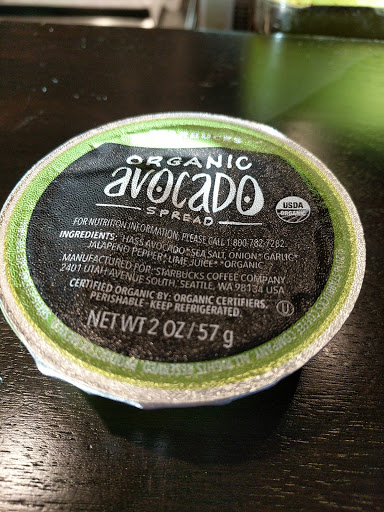 ORGANIC
avocado
SPREAD
USDA
ORGANIC
FOR NUTRITION INFORMATION, PLEASE CALL 1-800-782-7282.
INGREDIENTS: HASS AVOCADO*, SEA SALT, ONION*, GARLIC*,
JALAPENO PEPPER*, LIME JUICE*. *ORGANIC
MANUFACTURED FOR: STARBUCKS COFFEE COMPANY
2401 UTAH AVENUE SOUTH, SEATTLE, WA 98134 USA
CERTIFIED ORGANIC BY: ORGANIC CERTIFIERS.
PERISHABLE KEEP REFRIGERATED.
U
NET WT 2 OZ / 57 g